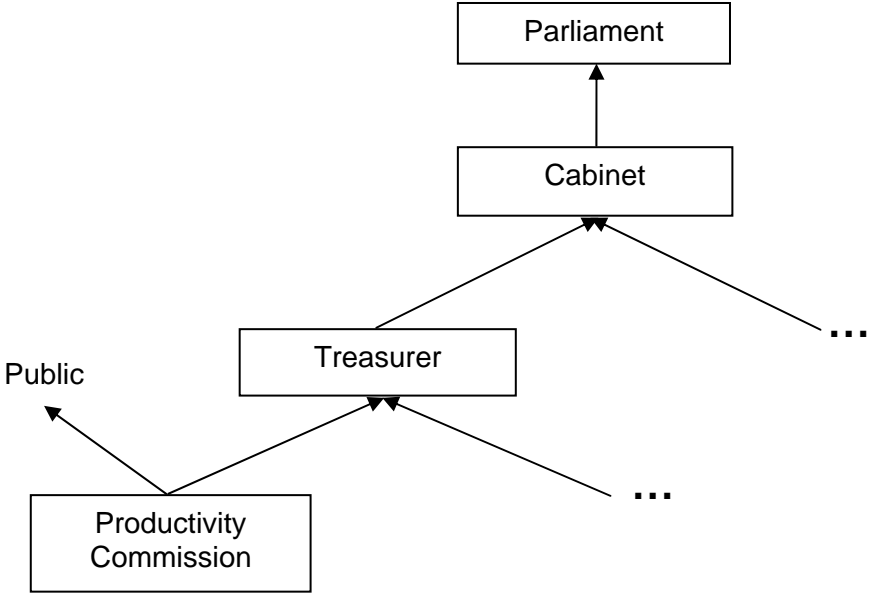 Parliament
Cabinet
...
Treasurer
Public
...
Productivity
Commission